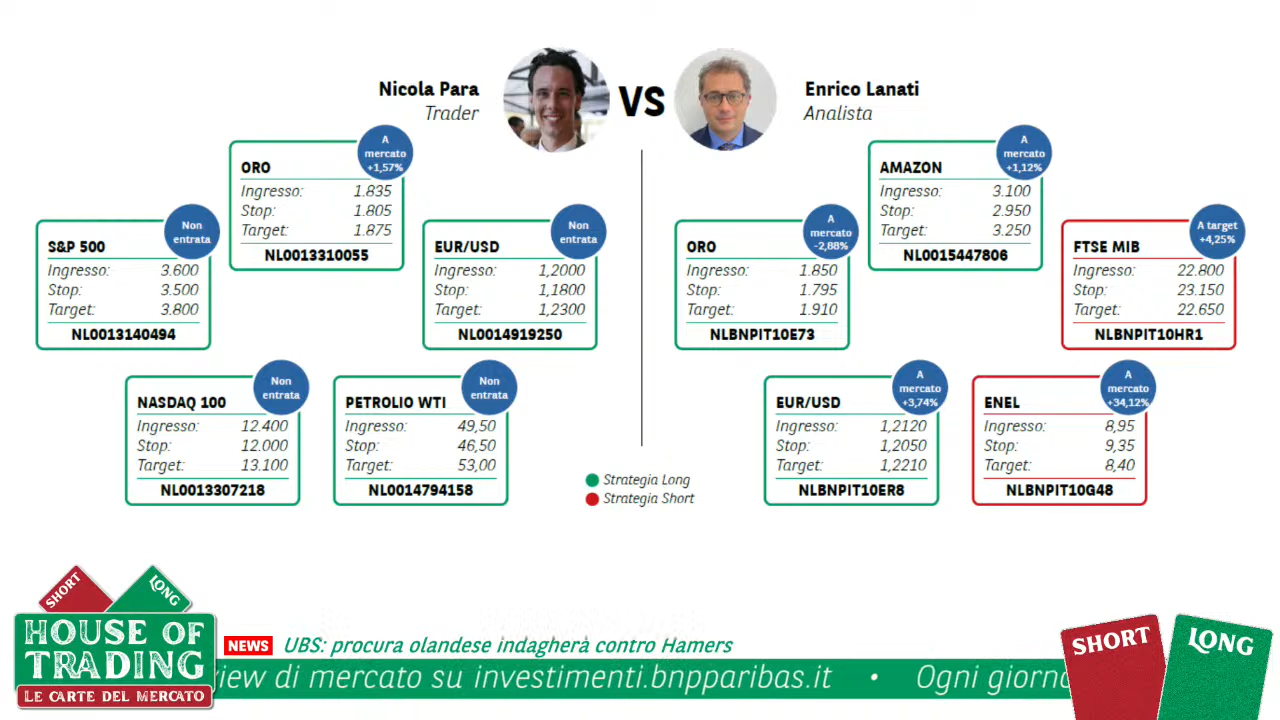 Nicola Para
Trader
VS
Enrico Lanati
Analista
ORO
A mercato +1,57%
Ingresso: 1.835
Stop: 1.805
Target: 1.875
NL0013310055
S&P 500
Non entrata
Ingresso: 3.600
Stop: 3.500
Target: 3.800
NL0013140494
EUR/USD
Non entrata
Ingresso: 1,2000
Stop: 1,1800
Target: 1,2300
NL0014919250
NASDAQ 100
Non entrata
Ingresso: 12.400
Stop: 12.000
Target: 13.100
NL0013307218
PETROLIO WTI
Non entrata
Ingresso: 49,50
Stop: 46,50
Target: 53,00
NL0014794158
AMAZON
A mercato +1,12%
Ingresso: 3.100
Stop: 2.950
Target: 3.250
NL0015447806
ORO
A mercato -2,88%
Ingresso: 1.850
Stop: 1.795
Target: 1.910
NLBNPIT10E73
FTSE MIB
A target +4,25%
Ingresso: 22.800
Stop: 23.150
Target: 22.650
NLBNPIT10HR1
EUR/USD
A mercato +3,74%
Ingresso: 1,2120
Stop: 1,2050
Target: 1,2210
NLBNPIT10ER8
ENEL
A mercato +34,12%
Ingresso: 8,95
Stop: 9,35
Target: 8,40
NLBNPIT10G48
Strategia Long
Strategia Short
SHORT
LONG
HOUSE OF
TRADING
LE CARTE DEL MERCATO
NEWS UBS: procura olandese indagherà contro Hamers
iew di mercato su investimenti.bnpparibas.it • Ogni giorno
SHORT
LONG